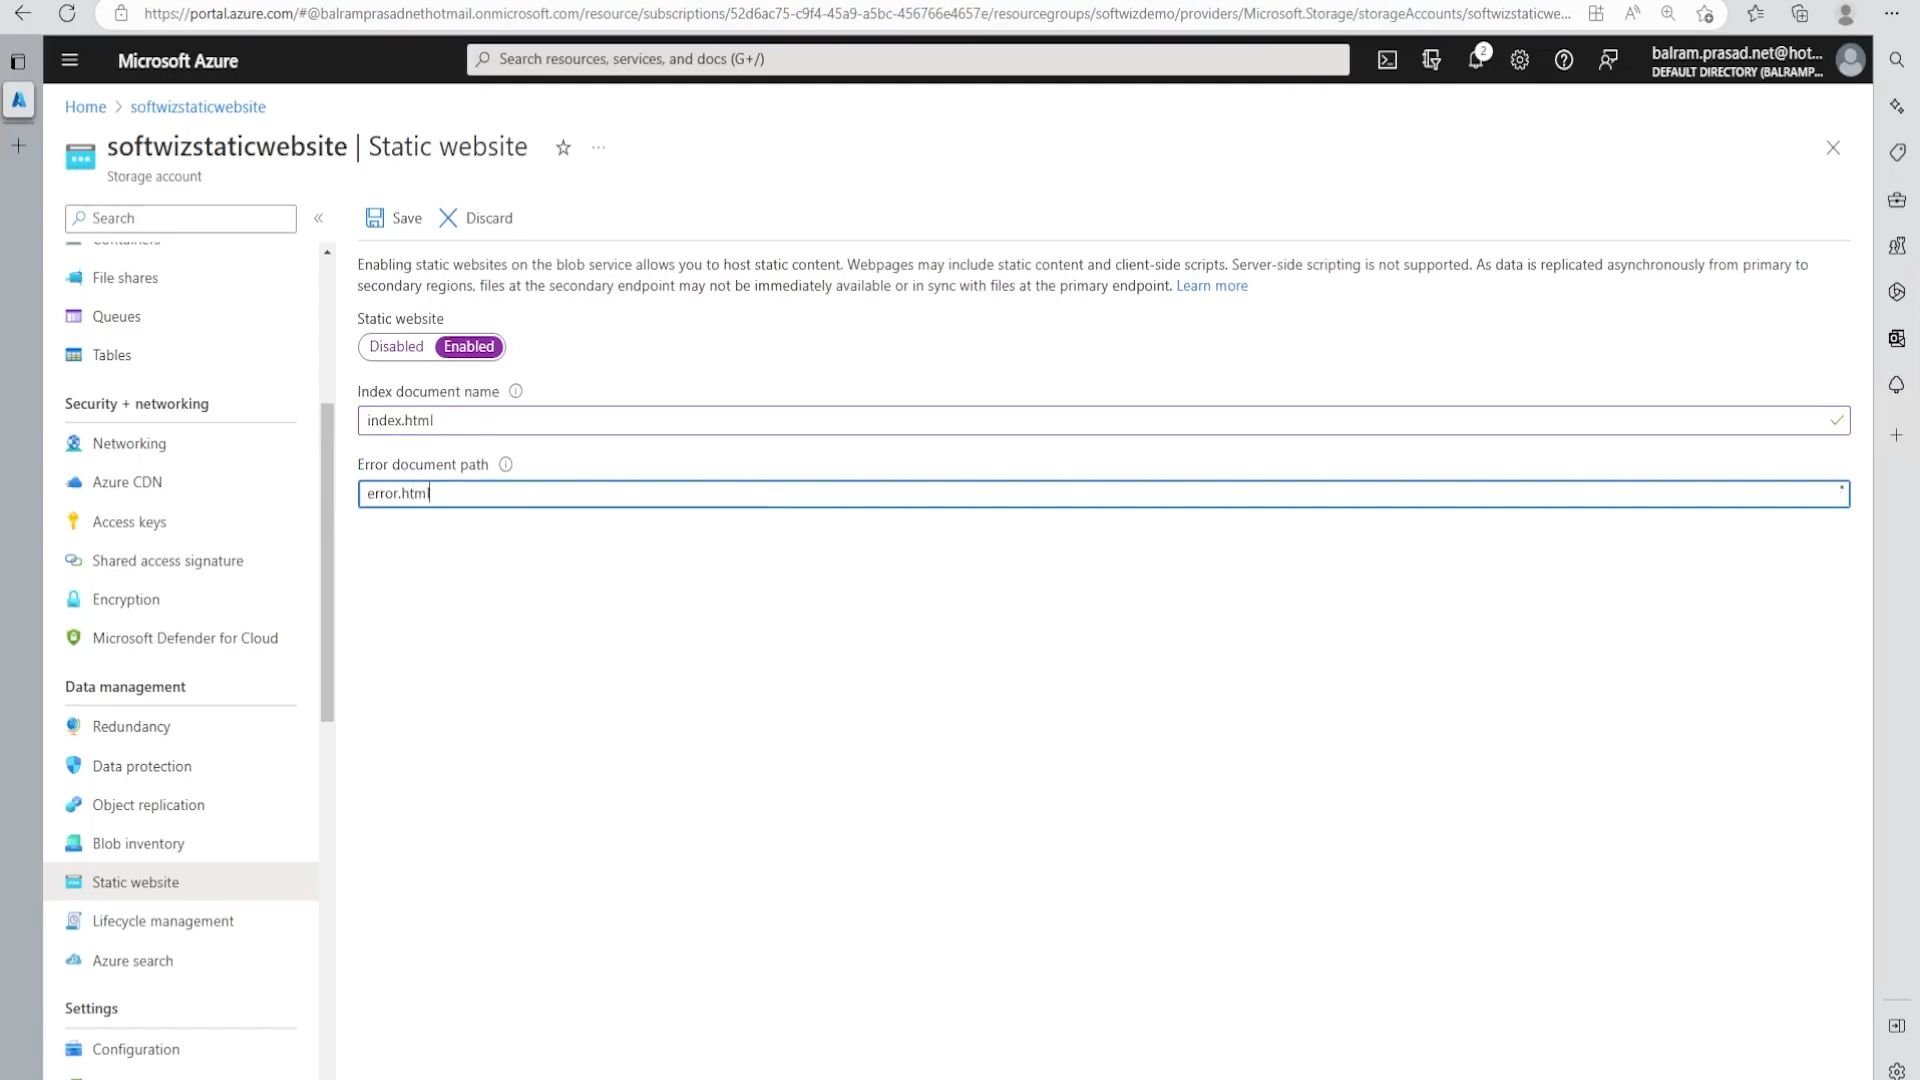 https://portal.azure.com/#@balramprasadnethotmail.onmicrosoft.com/resource/subscriptions/52d6ac75-c9f4-45a9-a5bc-456766e4657e/resourcegroups/softwizdemo/providers/Microsoft.Storage/storageAccounts/softwizstaticwe...
Microsoft Azure
Search resources, services, and docs (G+/)
2
balram.prasad.net@hot...
DEFAULT DIRECTORY (BALRAMP...
Home > softwizstaticwebsite
softwizstaticwebsite | Static website
Storage account
Search
Save
Discard
Containers
File shares
Queues
Tables
Security + networking
Networking
Azure CDN
Access keys
Shared access signature
Encryption
Microsoft Defender for Cloud
Data management
Redundancy
Data protection
Object replication
Blob inventory
Static website
Lifecycle management
Azure search
Settings
Configuration
Enabling static websites on the blob service allows you to host static content. Webpages may include static content and client-side scripts. Server-side scripting is not supported. As data is replicated asynchronously from primary to
secondary regions, files at the secondary endpoint may not be immediately available or in sync with files at the primary endpoint. Learn more
Static website
Disabled Enabled
Index document name
index.html
Error document path
error.html